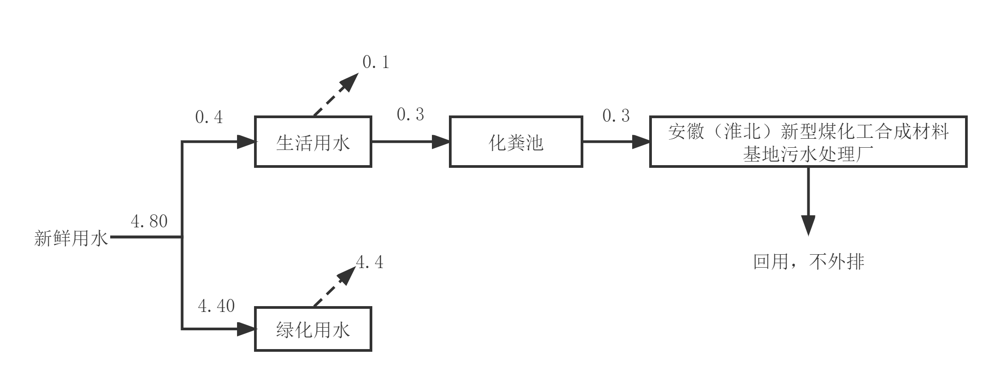 0.1
0.4
0.3
0.3
生活用水
化粪池
安徽（淮北）新型煤化工合成材料
基地污水处理厂
4.80
新鲜用水
4.4
回用，不外排
4.40
绿化用水